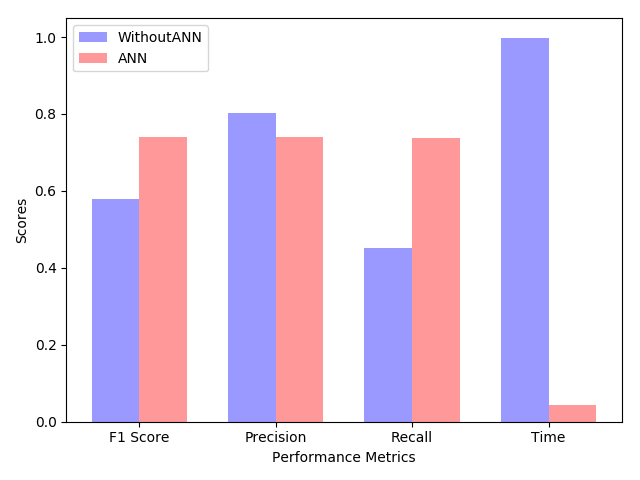 WithoutANN
ANN
Scores
1.0
0.8
0.6
0.4
0.2
0.0
F1 Score
Precision
Recall
Time
Performance Metrics